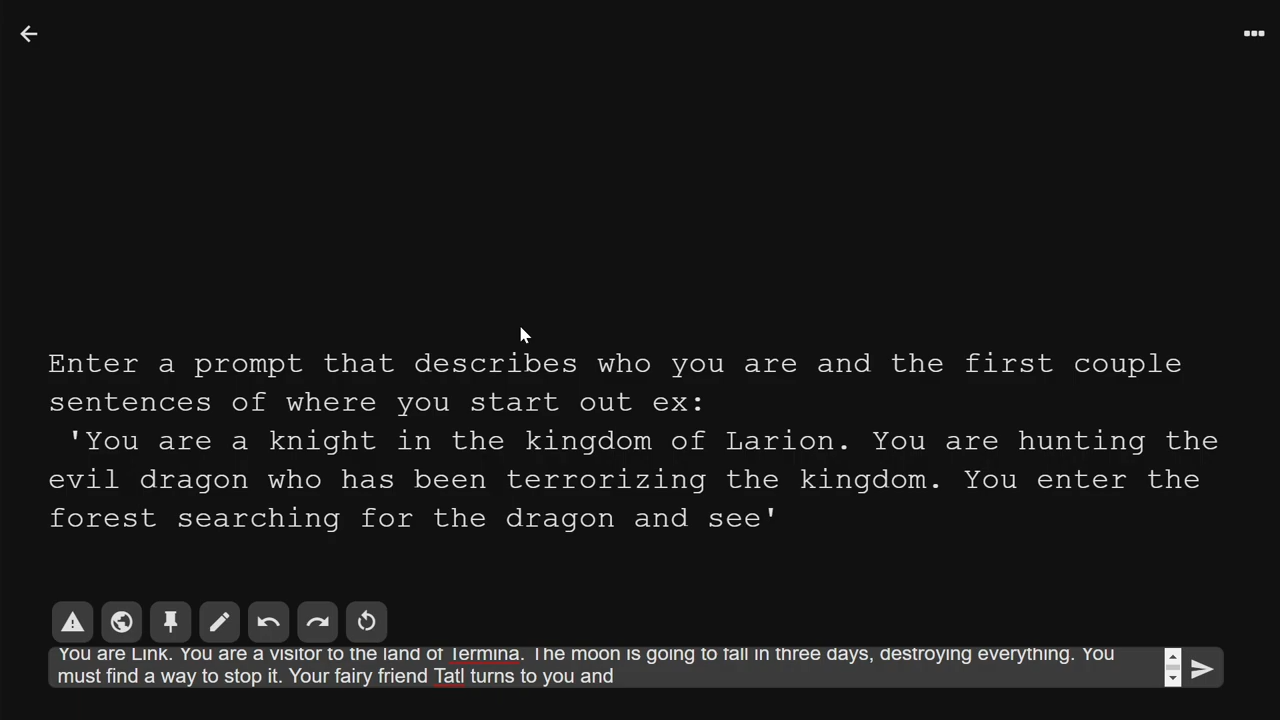 Enter a prompt that describes who you are and the first couple
sentences of where you start out ex:
'You are a knight in the kingdom of Larion. You are hunting the
evil dragon who has been terrorizing the kingdom. You enter the
forest searching for the dragon and see'
You are Link. You are a visitor to the land of Termina. The moon is going to fall in three days, destroying everything. You
must find a way to stop it. Your fairy friend Tatl turns to you and